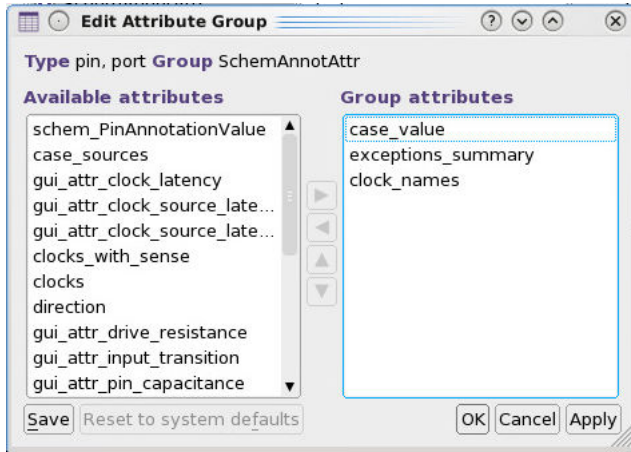 Edit Attribute Group
Type pin, port Group SchemAnnotAttr
Available attributes
schem_PinAnnotationValue
case_sources
gui_attr_clock_latency
gui_attr_clock_source_late...
gui_attr_clock_source_late...
clocks_with_sense
clocks
direction
gui_attr_drive_resistance
gui_attr_input_transition
gui_attr_pin_capacitance
Group attributes
case_value
exceptions_summary
clock_names
Save Reset to system defaults OK Cancel Apply